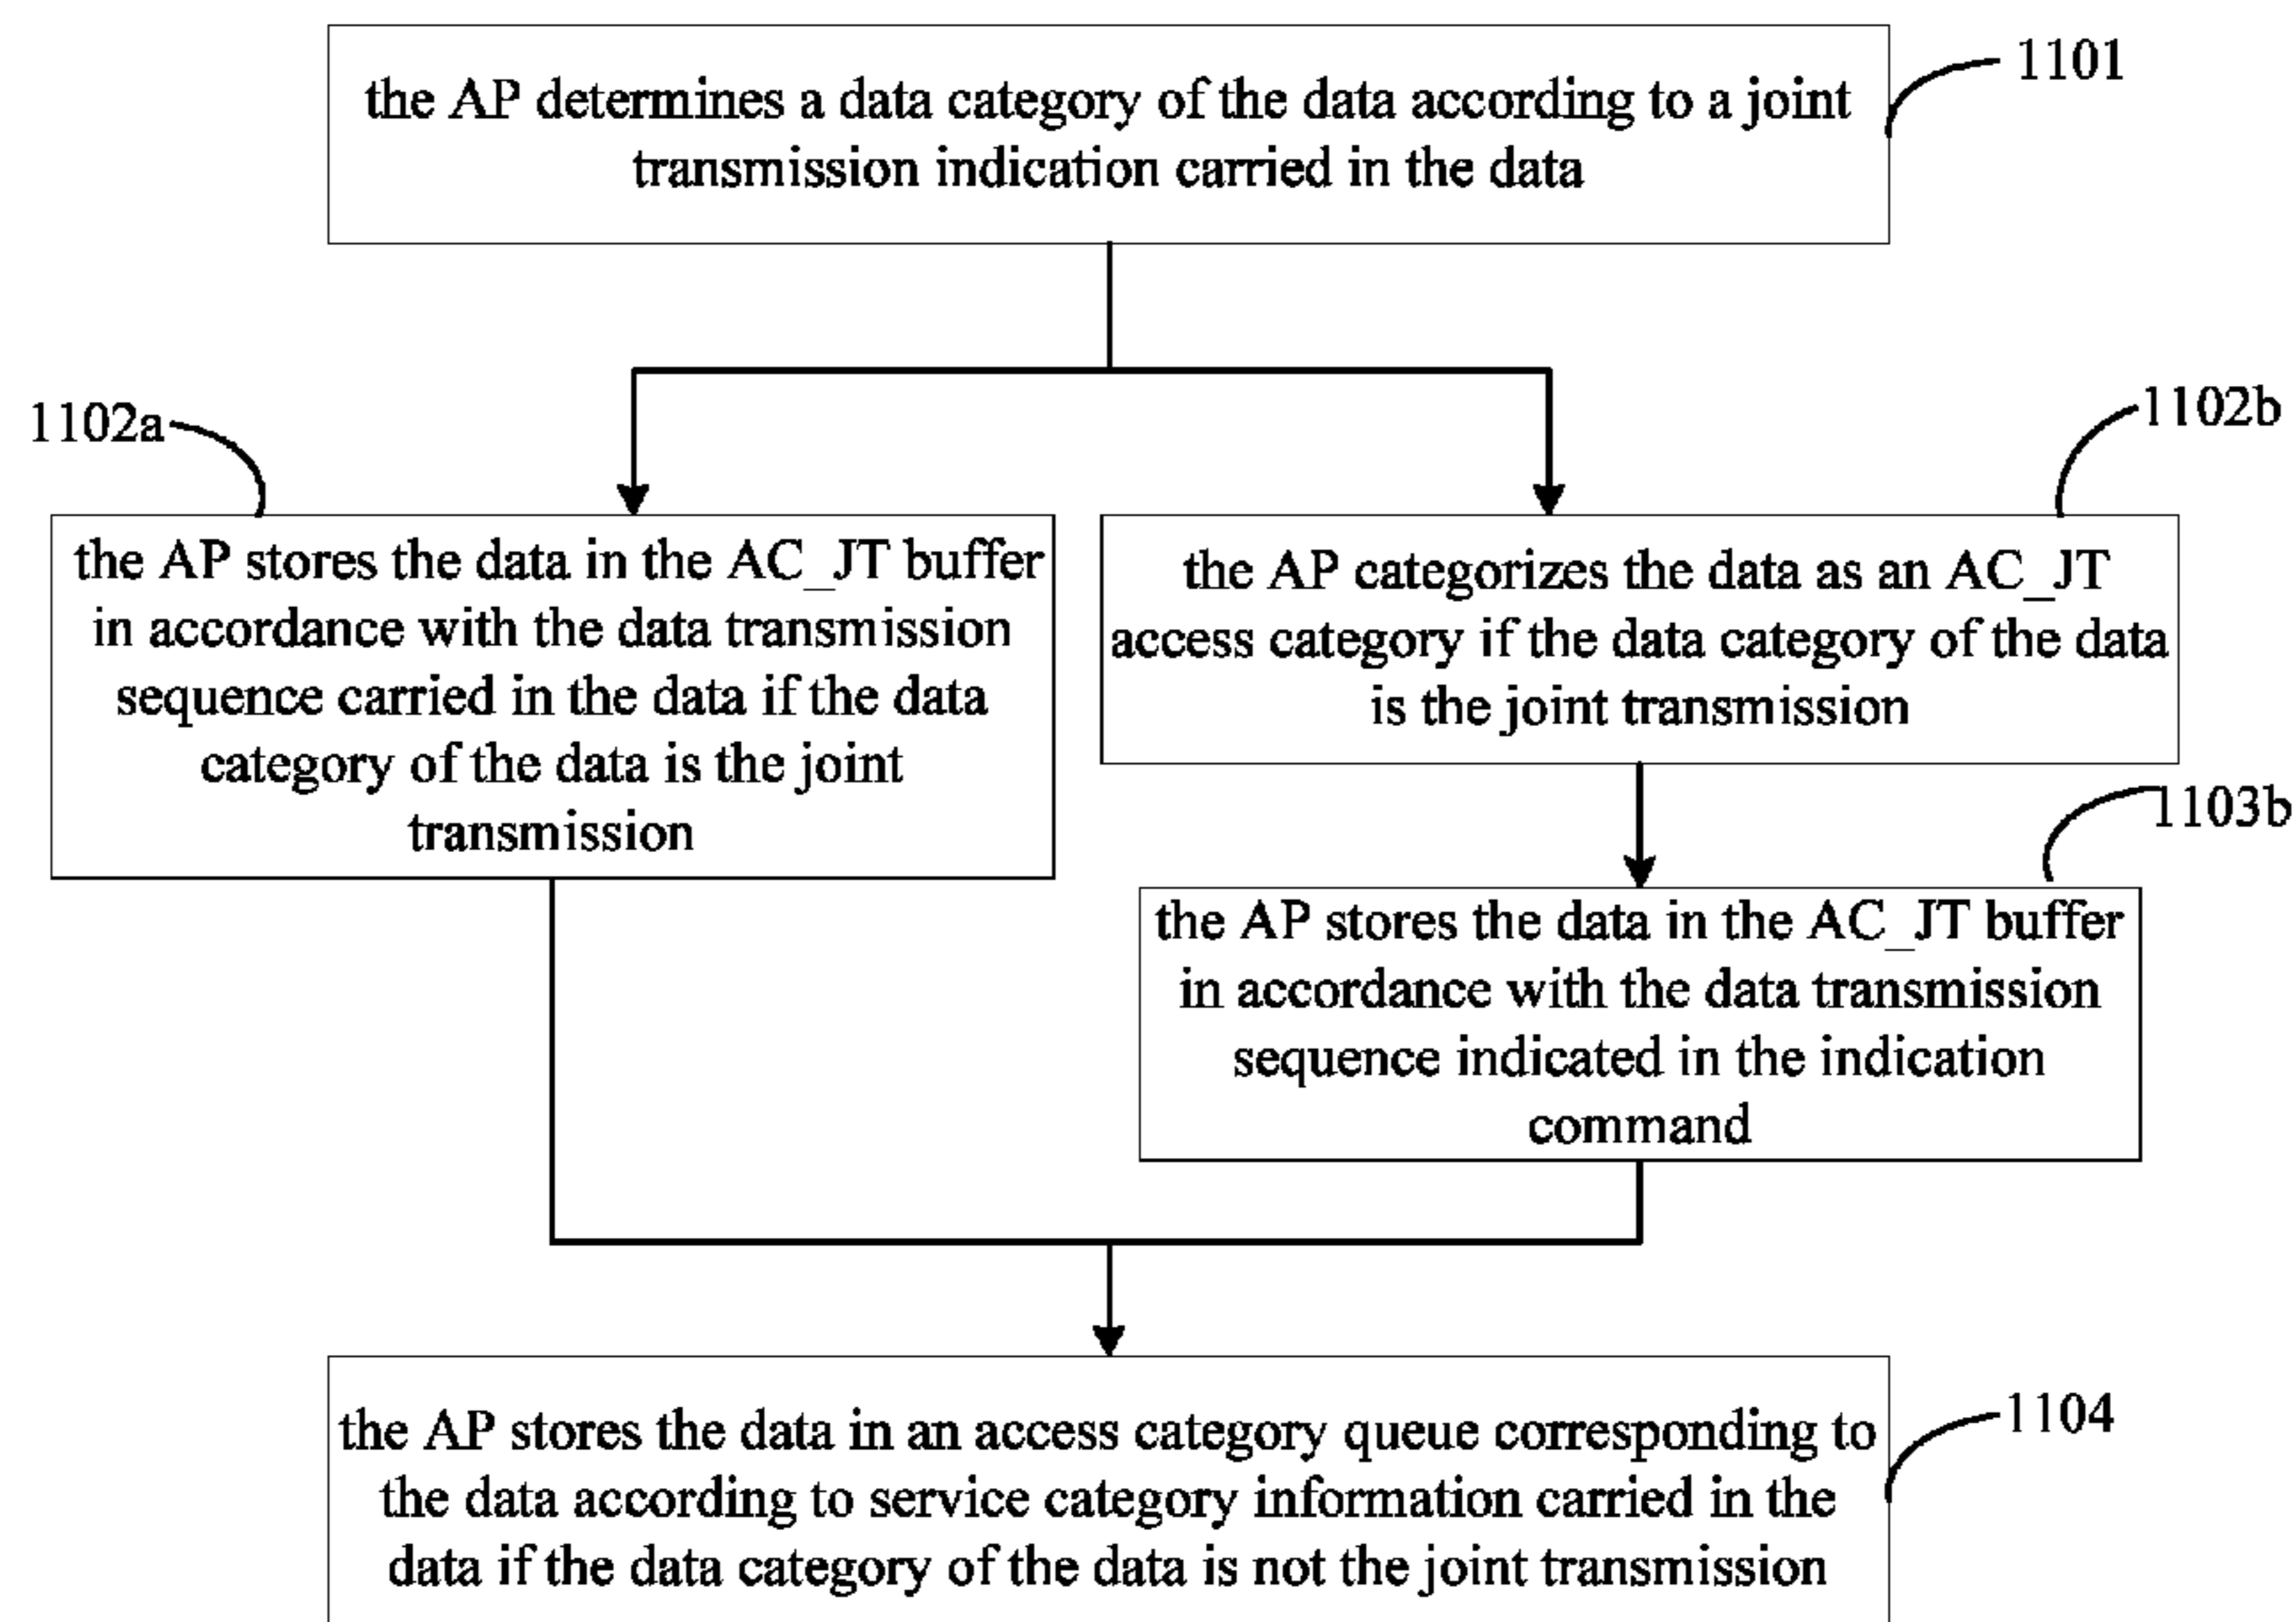 the AP determines a data category of the data according to a joint
transmission indication carried in the data
1101
1102a
1102b
the AP stores the data in the AC_JT buffer
in accordance with the data transmission
sequence carried in the data if the data
category of the data is the joint
transmission
the AP categorizes the data as an AC_JT
access category if the data category of the data
is the joint transmission
1103b
the AP stores the data in the AC_JT buffer
in accordance with the data transmission
sequence indicated in the indication
command
the AP stores the data in an access category queue corresponding to
the data according to service category information carried in the
data if the data category of the data is not the joint transmission
1104